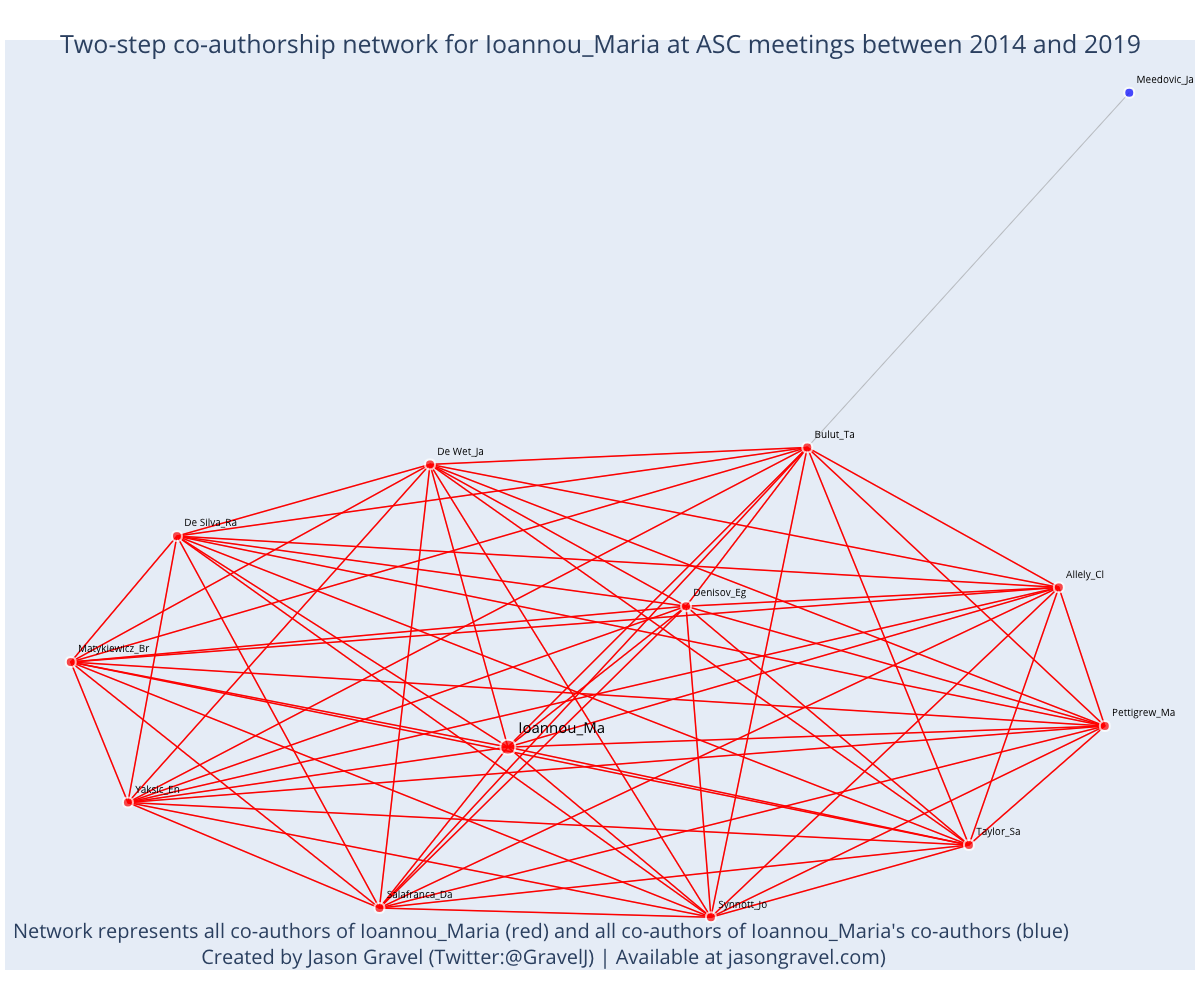 Two-step co-authorship network for Ioannou_Maria at ASC meetings between 2014 and 2019
Meedovic_Ja
Bulut_Ta
De Wet_Ja
De Silva_Ra
Allely_Cl
Denisov_Eg
Matykiewicz_Br
Pettigrew_Ma
Ioannou_Ma
Yaksic_En
Taylor_Sa
Salafranca_Da
Synnott_Jo
Network represents all co-authors of Ioannou_Maria (red) and all co-authors of Ioannou_Maria's co-authors (blue)
Created by Jason Gravel (Twitter:@GravelJ) | Available at jasongravel.com)